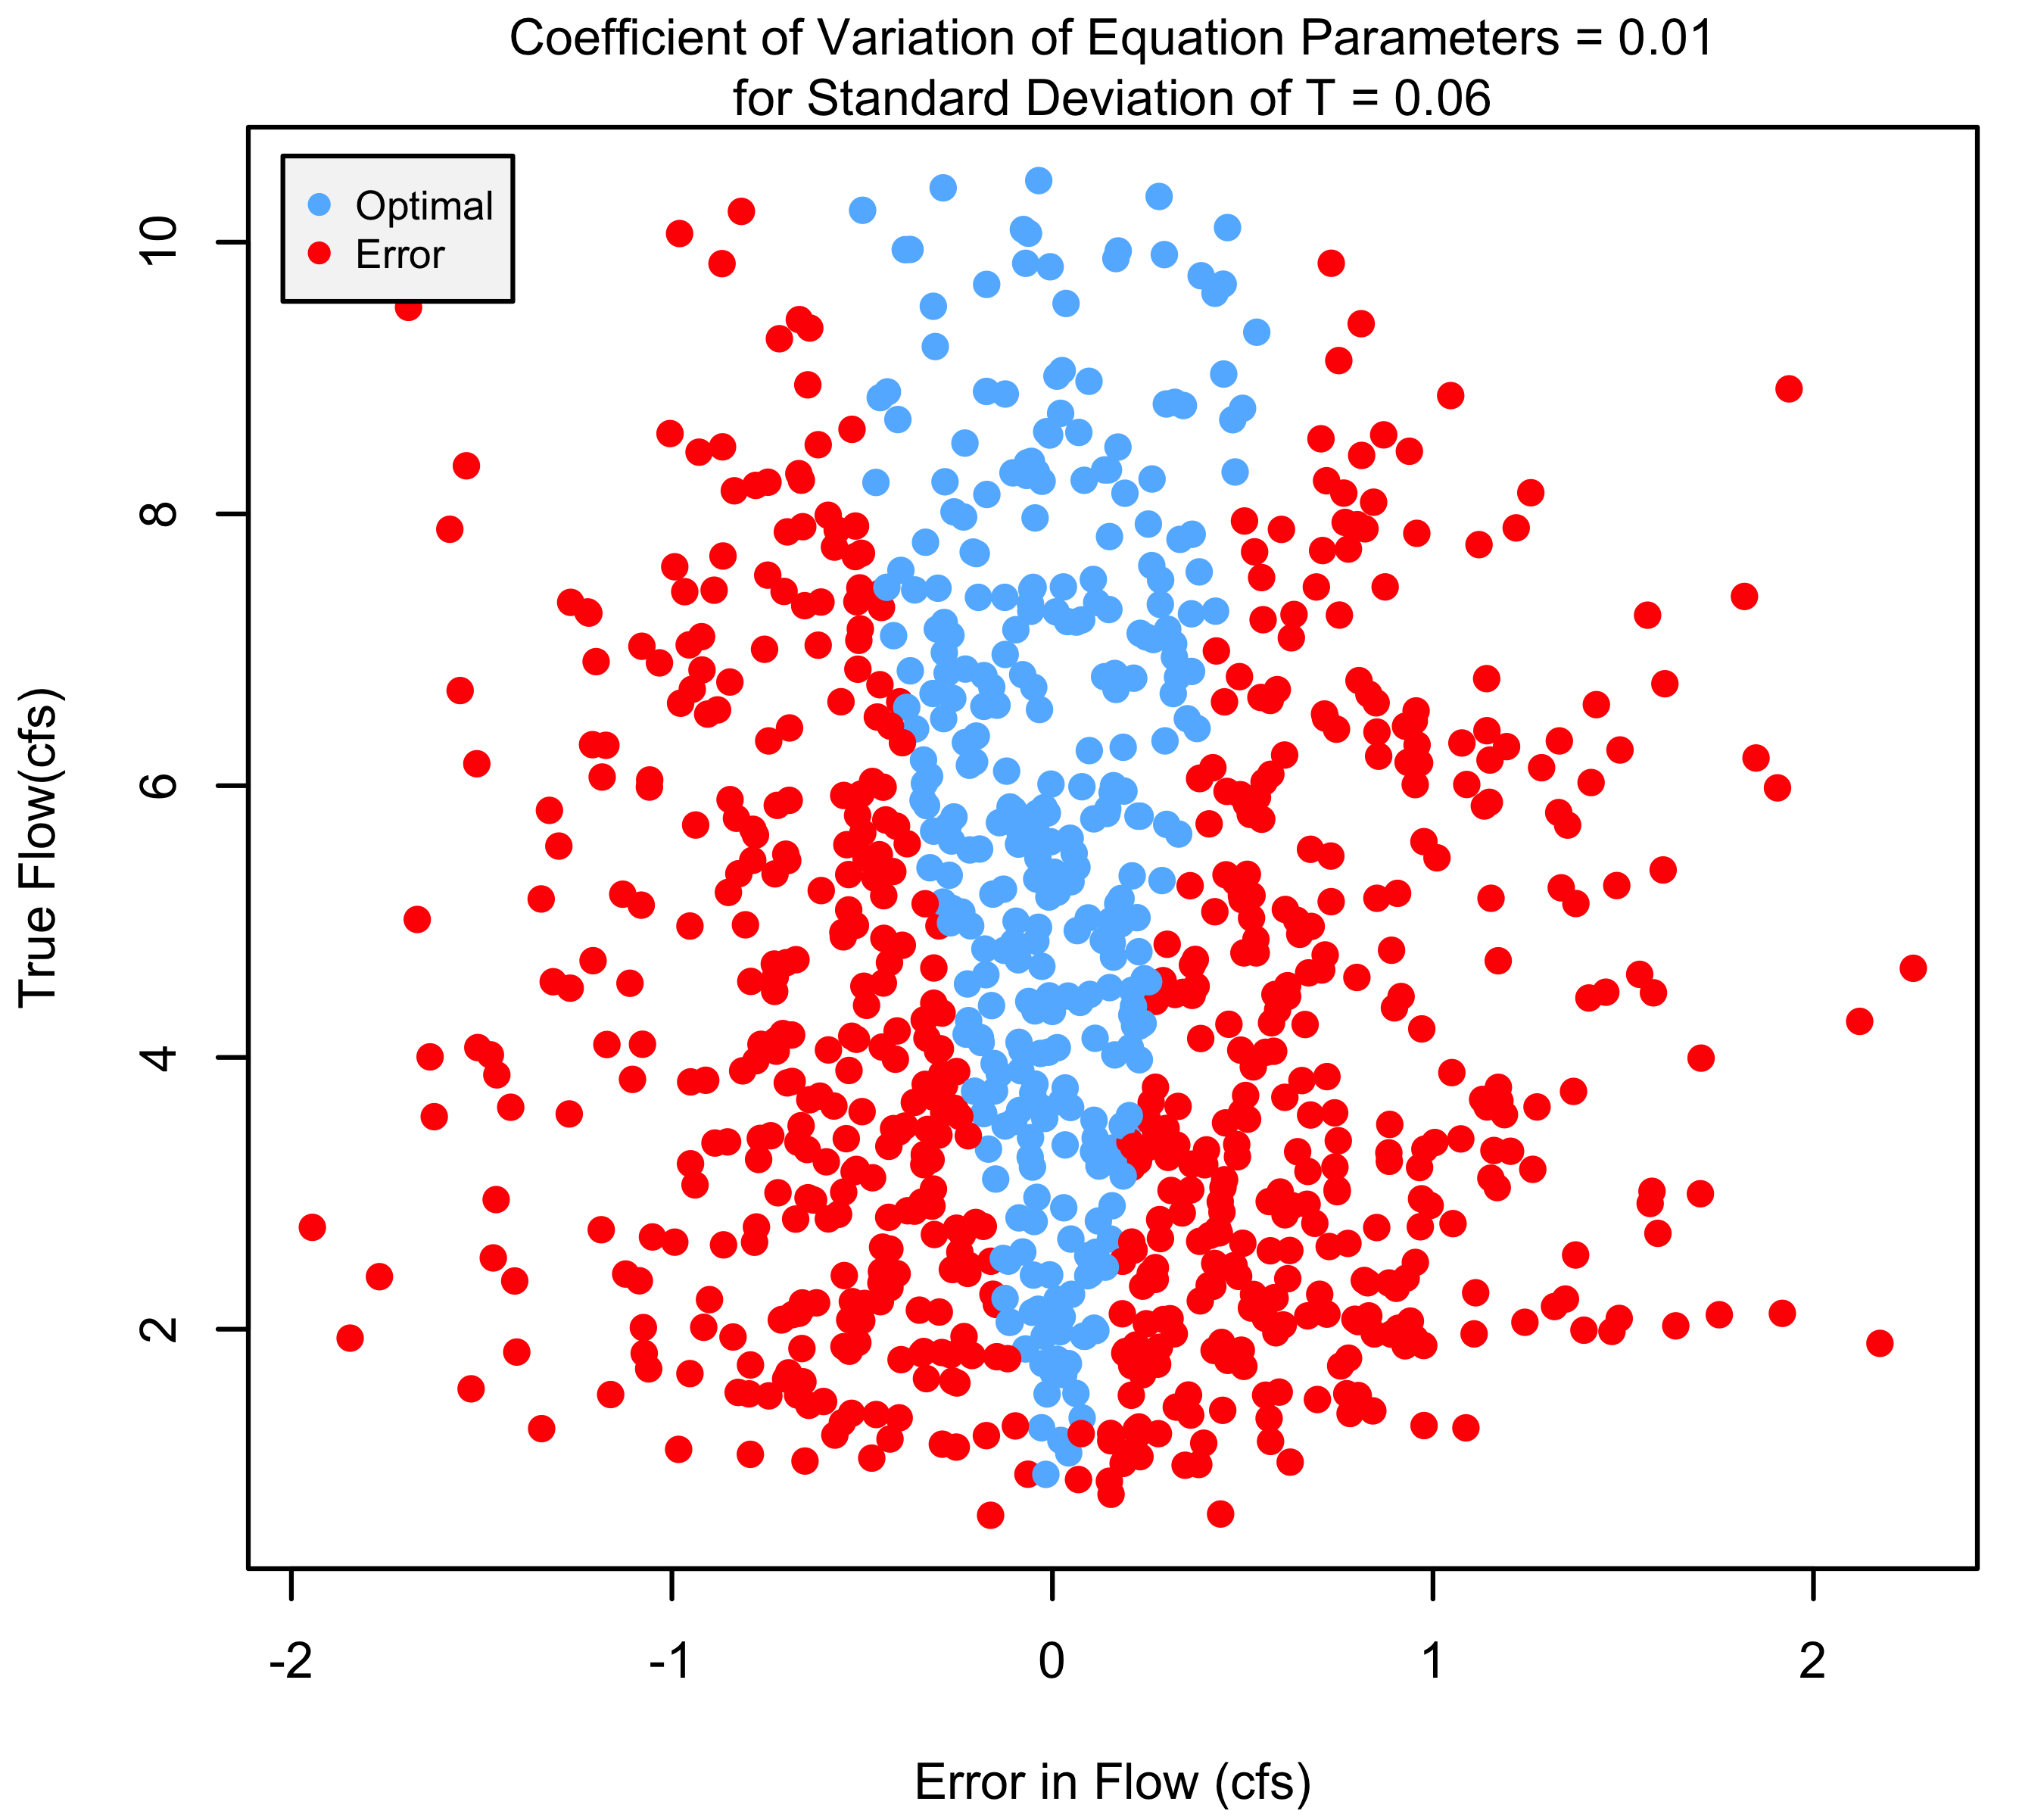 Coefficient of Variation of Equation Parameters = 0.01
for Standard Deviation of T = 0.06
Optimal
Error
True Flow(cfs)
10
8
6
4
2
-2 -1 0 1 2
Error in Flow (cfs)